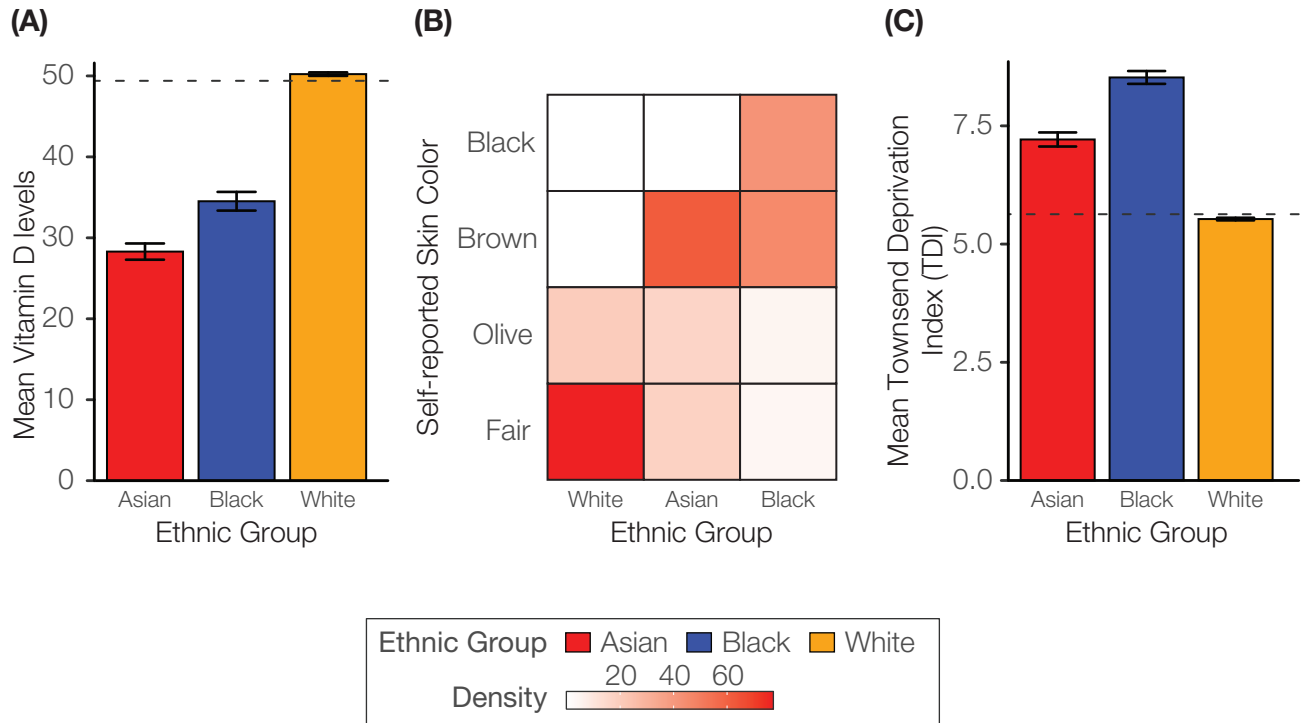 (A)
Mean Vitamin D levels
50
40
30
20
10
0
Asian Black White
Ethnic Group
(B)
Self-reported Skin Color
Black
Brown
Olive
Fair
White Asian Black
Ethnic Group
(C)
Mean Townsend Deprivation
Index (TDI)
7.5
5.0
2.5
0.0
Asian Black White
Ethnic Group
Ethnic Group Asian Black White
20 40 60
Density